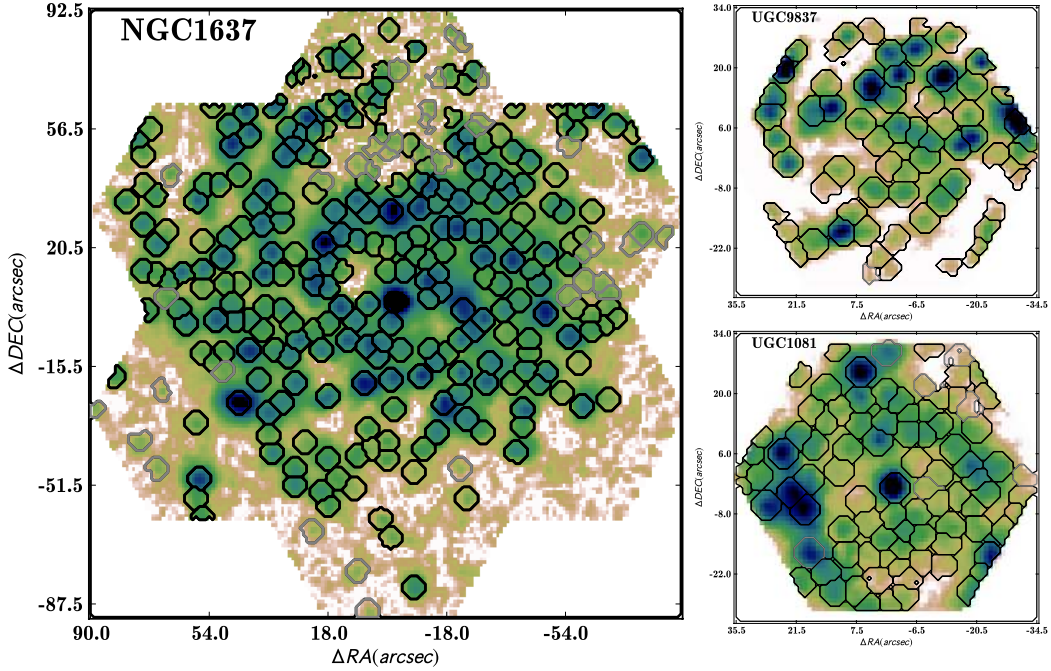 NGC1637
92.5
56.5
20.5
-15.5
-51.5
-87.5
90.0 54.0 18.0 -18.0 -54.0
ΔRA(arcsec)
ΔDEC(arcsec)
UGC9837
34.0
20.0
6.0
-8.0
-22.0
35.5 21.5 7.5 -6.5 -20.5 -34.5
ΔRA(arcsec)
ΔDEC(arcsec)
UGC1081
34.0
20.0
6.0
-8.0
-22.0
35.5 21.5 7.5 -6.5 -20.5 -34.5
ΔRA(arcsec)
ΔDEC(arcsec)